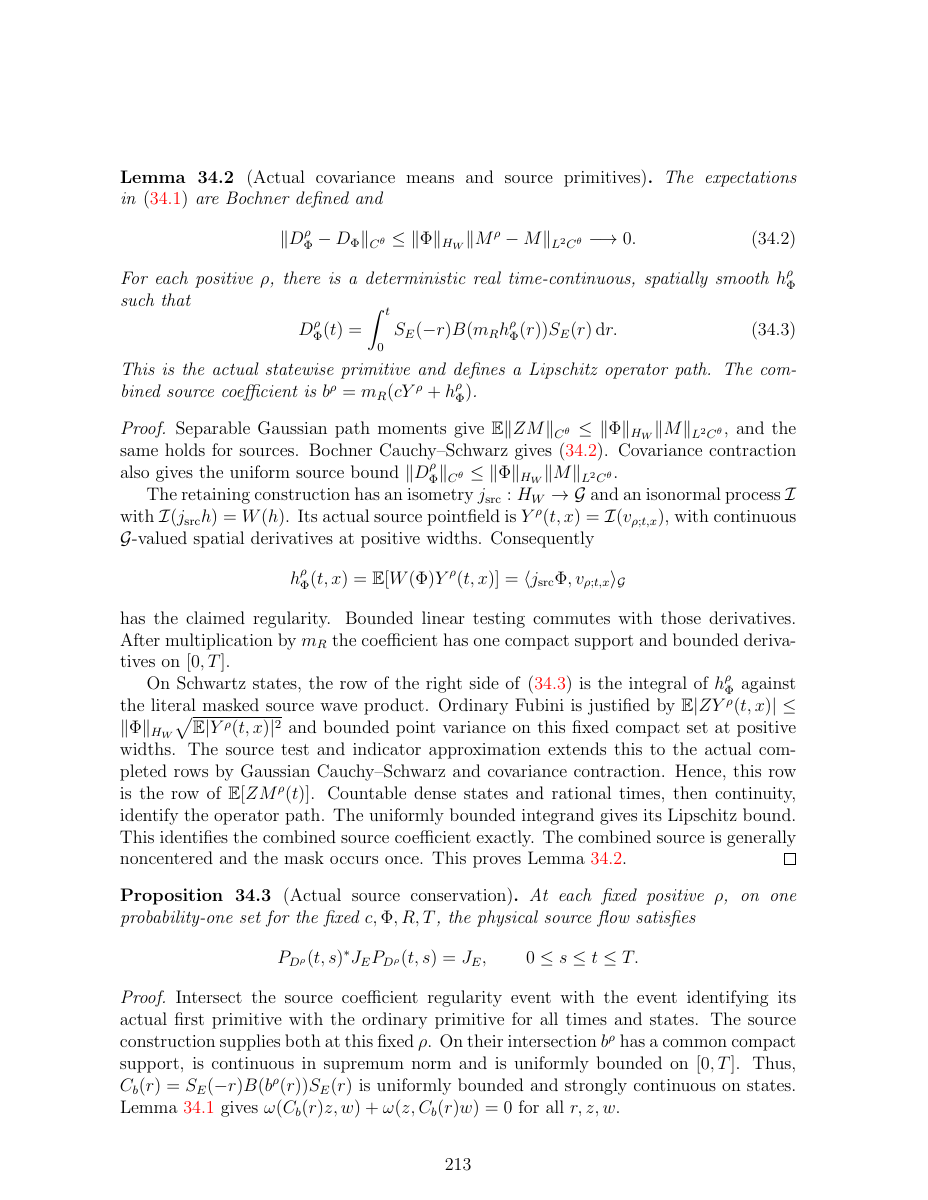 Lemma 34.2 (Actual covariance means and source primitives). The expectations
in (34.1) are Bochner defined and
‖D^ρ_Φ − D_Φ‖_{C^θ} ≤ ‖Φ‖_{H_W}‖M^ρ − M‖_{L^2C^θ} ⟶ 0. (34.2)
For each positive ρ, there is a deterministic real time-continuous, spatially smooth h^ρ_Φ
such that
D^ρ_Φ(t) = ∫_0^t S_E(−r)B(m_R h^ρ_Φ(r))S_E(r) dr. (34.3)
This is the actual statewise primitive and defines a Lipschitz operator path. The com-
bined source coefficient is b^ρ = m_R(cY^ρ + h^ρ_Φ).
Proof. Separable Gaussian path moments give 𝔼‖ZM‖_{C^θ} ≤ ‖Φ‖_{H_W}‖M‖_{L^2C^θ}, and the
same holds for sources. Bochner Cauchy–Schwarz gives (34.2). Covariance contraction
also gives the uniform source bound ‖D^ρ_Φ‖_{C^θ} ≤ ‖Φ‖_{H_W}‖M‖_{L^2C^θ}.
The retaining construction has an isometry j_src : H_W → 𝒢 and an isonormal process ℐ
with ℐ(j_src h) = W(h). Its actual source pointfield is Y^ρ(t, x) = ℐ(v_{ρ;t,x}), with continuous
𝒢-valued spatial derivatives at positive widths. Consequently
h^ρ_Φ(t, x) = 𝔼[W(Φ)Y^ρ(t, x)] = ⟨j_srcΦ, v_{ρ;t,x}⟩_𝒢
has the claimed regularity. Bounded linear testing commutes with those derivatives.
After multiplication by m_R the coefficient has one compact support and bounded deriva-
tives on [0, T].
On Schwartz states, the row of the right side of (34.3) is the integral of h^ρ_Φ against
the literal masked source wave product. Ordinary Fubini is justified by 𝔼|ZY^ρ(t, x)| ≤
‖Φ‖_{H_W}√(𝔼|Y^ρ(t, x)|^2) and bounded point variance on this fixed compact set at positive
widths. The source test and indicator approximation extends this to the actual com-
pleted rows by Gaussian Cauchy–Schwarz and covariance contraction. Hence, this row
is the row of 𝔼[ZM^ρ(t)]. Countable dense states and rational times, then continuity,
identify the operator path. The uniformly bounded integrand gives its Lipschitz bound.
This identifies the combined source coefficient exactly. The combined source is generally
noncentered and the mask occurs once. This proves Lemma 34.2. □
Proposition 34.3 (Actual source conservation). At each fixed positive ρ, on one
probability-one set for the fixed c, Φ, R, T, the physical source flow satisfies
P_{D^ρ}(t, s)^*J_E P_{D^ρ}(t, s) = J_E, 0 ≤ s ≤ t ≤ T.
Proof. Intersect the source coefficient regularity event with the event identifying its
actual first primitive with the ordinary primitive for all times and states. The source
construction supplies both at this fixed ρ. On their intersection b^ρ has a common compact
support, is continuous in supremum norm and is uniformly bounded on [0, T]. Thus,
C_b(r) = S_E(−r)B(b^ρ(r))S_E(r) is uniformly bounded and strongly continuous on states.
Lemma 34.1 gives ω(C_b(r)z, w) + ω(z, C_b(r)w) = 0 for all r, z, w.
213